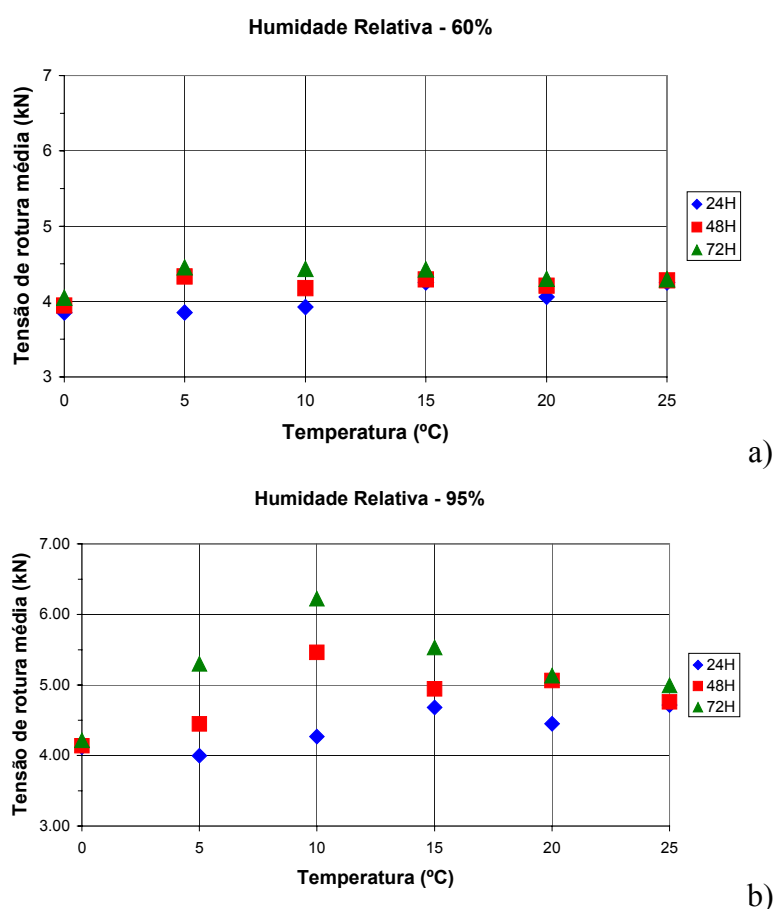 Humidade Relativa - 60%
Tensão de rotura média (kN)
7
6
5
4
3
0 5 10 15 20 25
Temperatura (ºC)
24H
48H
72H
a)
Humidade Relativa - 95%
Tensão de rotura média (kN)
7.00
6.00
5.00
4.00
3.00
0 5 10 15 20 25
Temperatura (ºC)
24H
48H
72H
b)